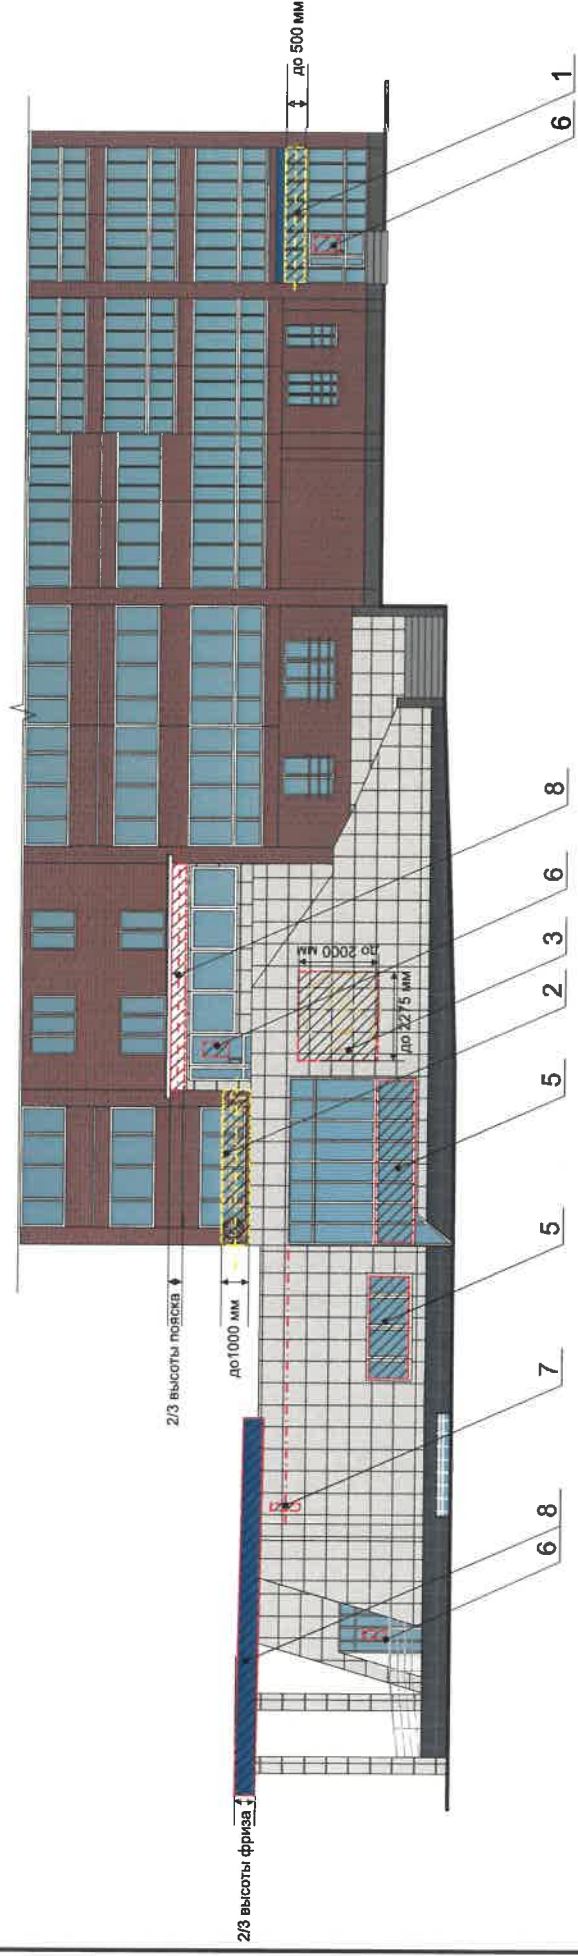 2/3 высоты фриза
2/3 высоты пояска
до1000 мм
до 2000 мм
до 2275 мм
до 500 мм
6
8
7
5
5
2
3
6
8
6
1